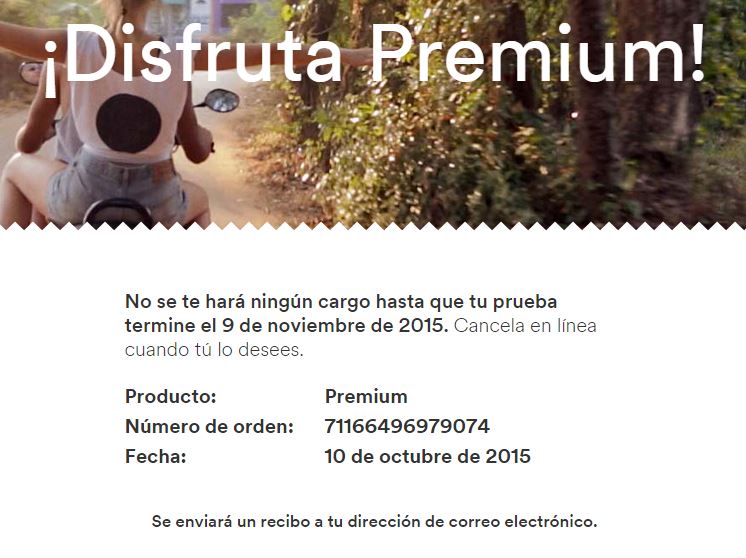 ¡Disfruta Premium!
No se te hará ningún cargo hasta que tu prueba
termine el 9 de noviembre de 2015. Cancela en línea
cuando tú lo desees.
Producto: Premium
Número de orden: 71166496979074
Fecha: 10 de octubre de 2015
Se enviará un recibo a tu dirección de correo electrónico.